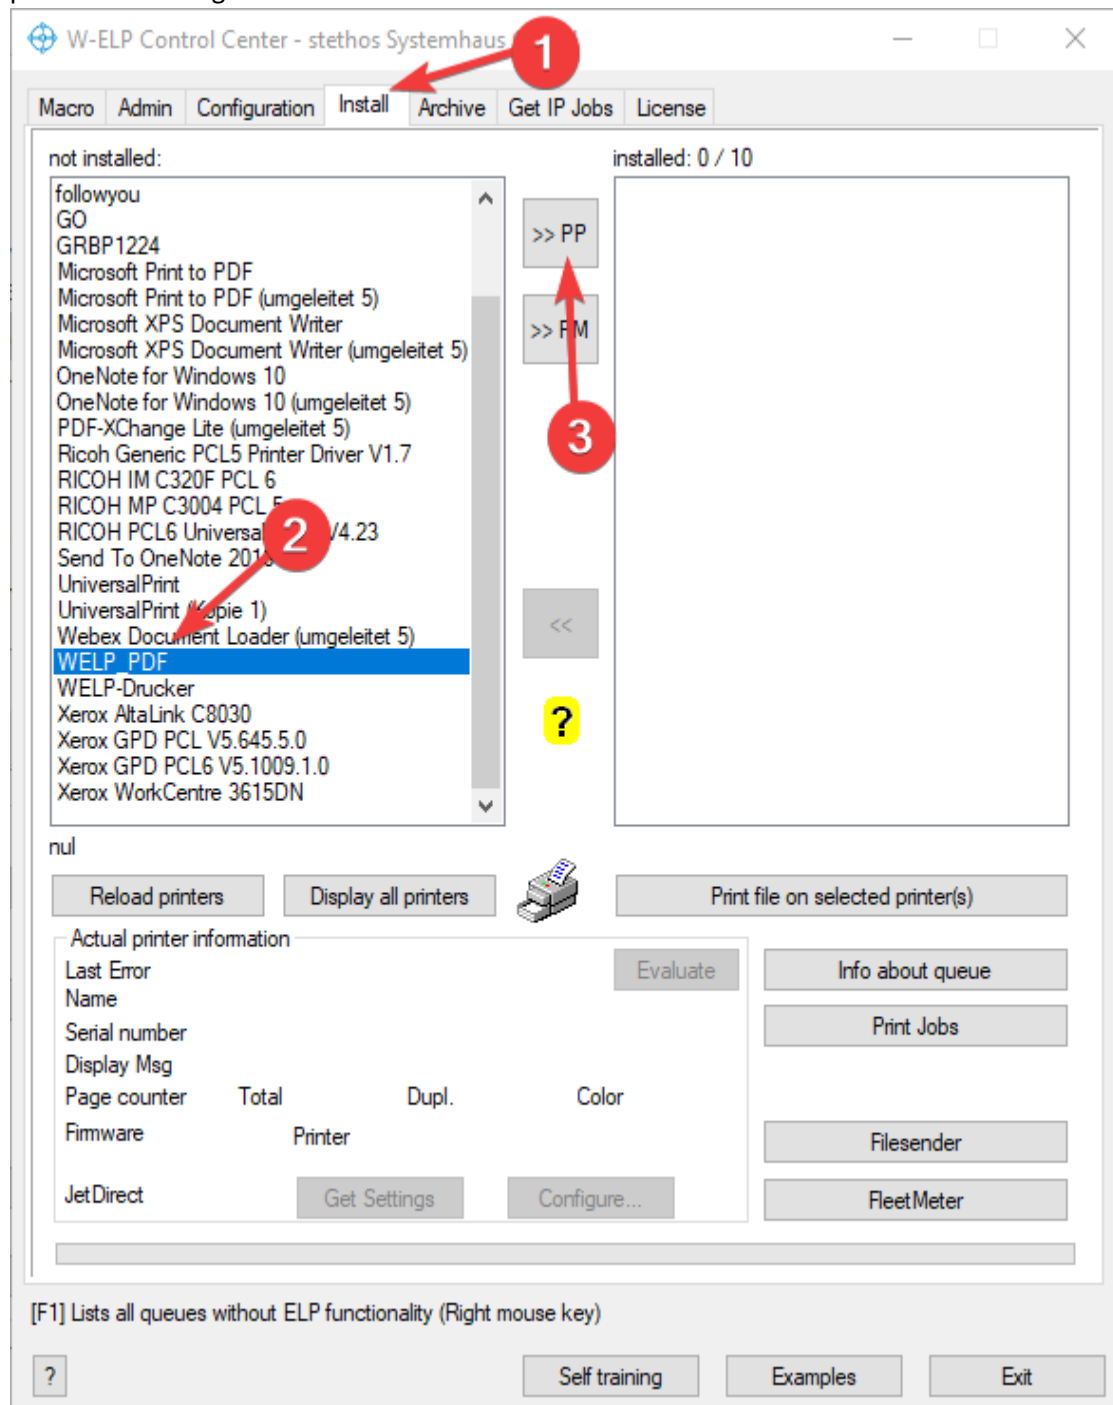 W-ELP Control Center - stethos Systemhaus
1
Macro Admin Configuration Install Archive Get IP Jobs License
not installed:
installed: 0 / 10
followyou
GO
GRBP1224
Microsoft Print to PDF
Microsoft Print to PDF (umgeleitet 5)
Microsoft XPS Document Writer
Microsoft XPS Document Writer (umgeleitet 5)
OneNote for Windows 10
OneNote for Windows 10 (umgeleitet 5)
PDF-XChange Lite (umgeleitet 5)
Ricoh Generic PCL5 Printer Driver V1.7
RICOH IM C320F PCL 6
RICOH MP C3004 PCL
RICOH PCL6 V4.23
Send To OneNote
UniversalPrint
UniversalPrint (Kopie 1)
Webex Document Loader (umgeleitet 5)
WELP_PDF
WELP-Drucker
Xerox AltaLink C8030
Xerox GPD PCL V5.645.5.0
Xerox GPD PCL6 V5.1009.1.0
Xerox WorkCentre 3615DN
2
>> PP
>> FM
3
<<
?
nul
Reload printers Display all printers Print file on selected printer(s)
Actual printer information
Last Error Evaluate Info about queue
Name
Serial number Print Jobs
Display Msg
Page counter Total Dupl. Color
Firmware Printer Filesender
JetDirect Get Settings Configure... FleetMeter
[F1] Lists all queues without ELP functionality (Right mouse key)
? Self training Examples Exit